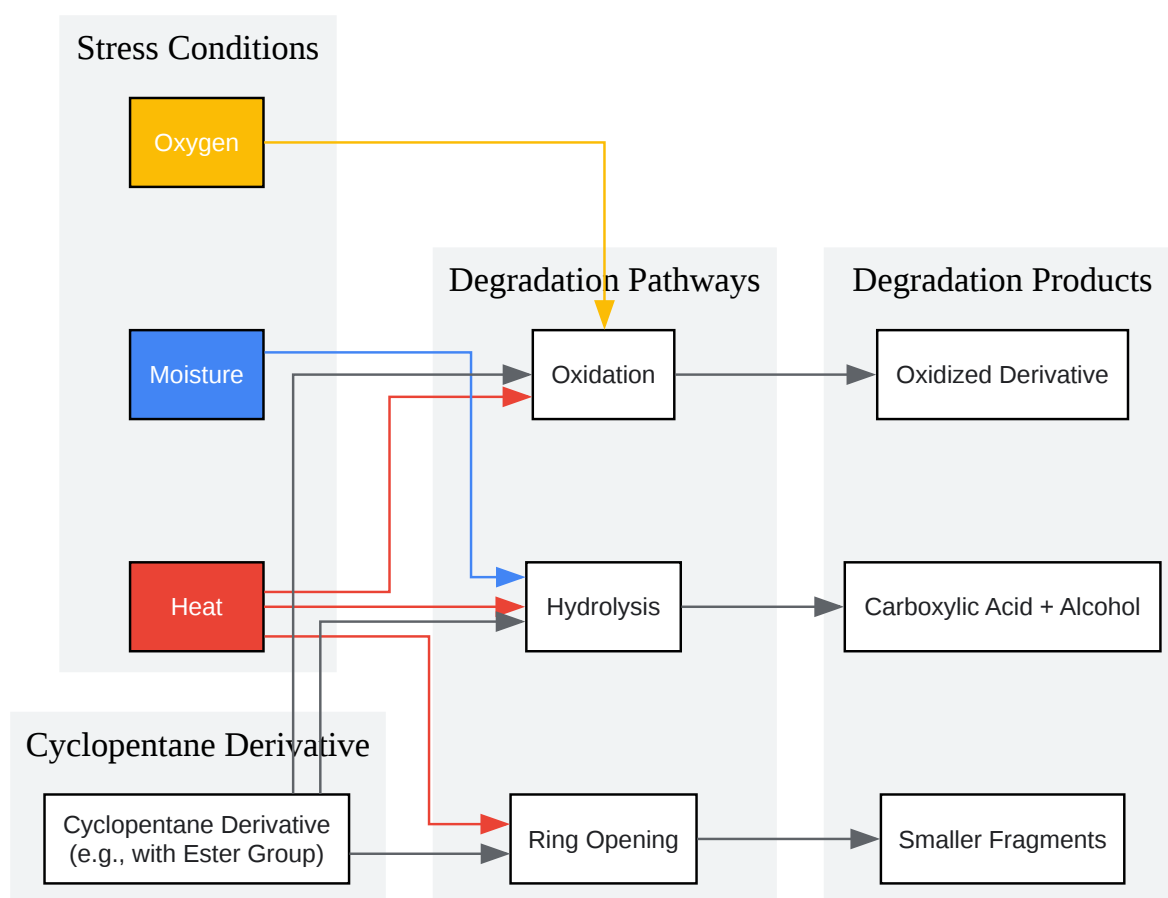 Stress Conditions
Oxygen
Moisture
Heat
Cyclopentane Derivative
Cyclopentane Derivative
(e.g., with Ester Group)
Degradation Pathways
Oxidation
Hydrolysis
Ring Opening
Degradation Products
Oxidized Derivative
Carboxylic Acid + Alcohol
Smaller Fragments